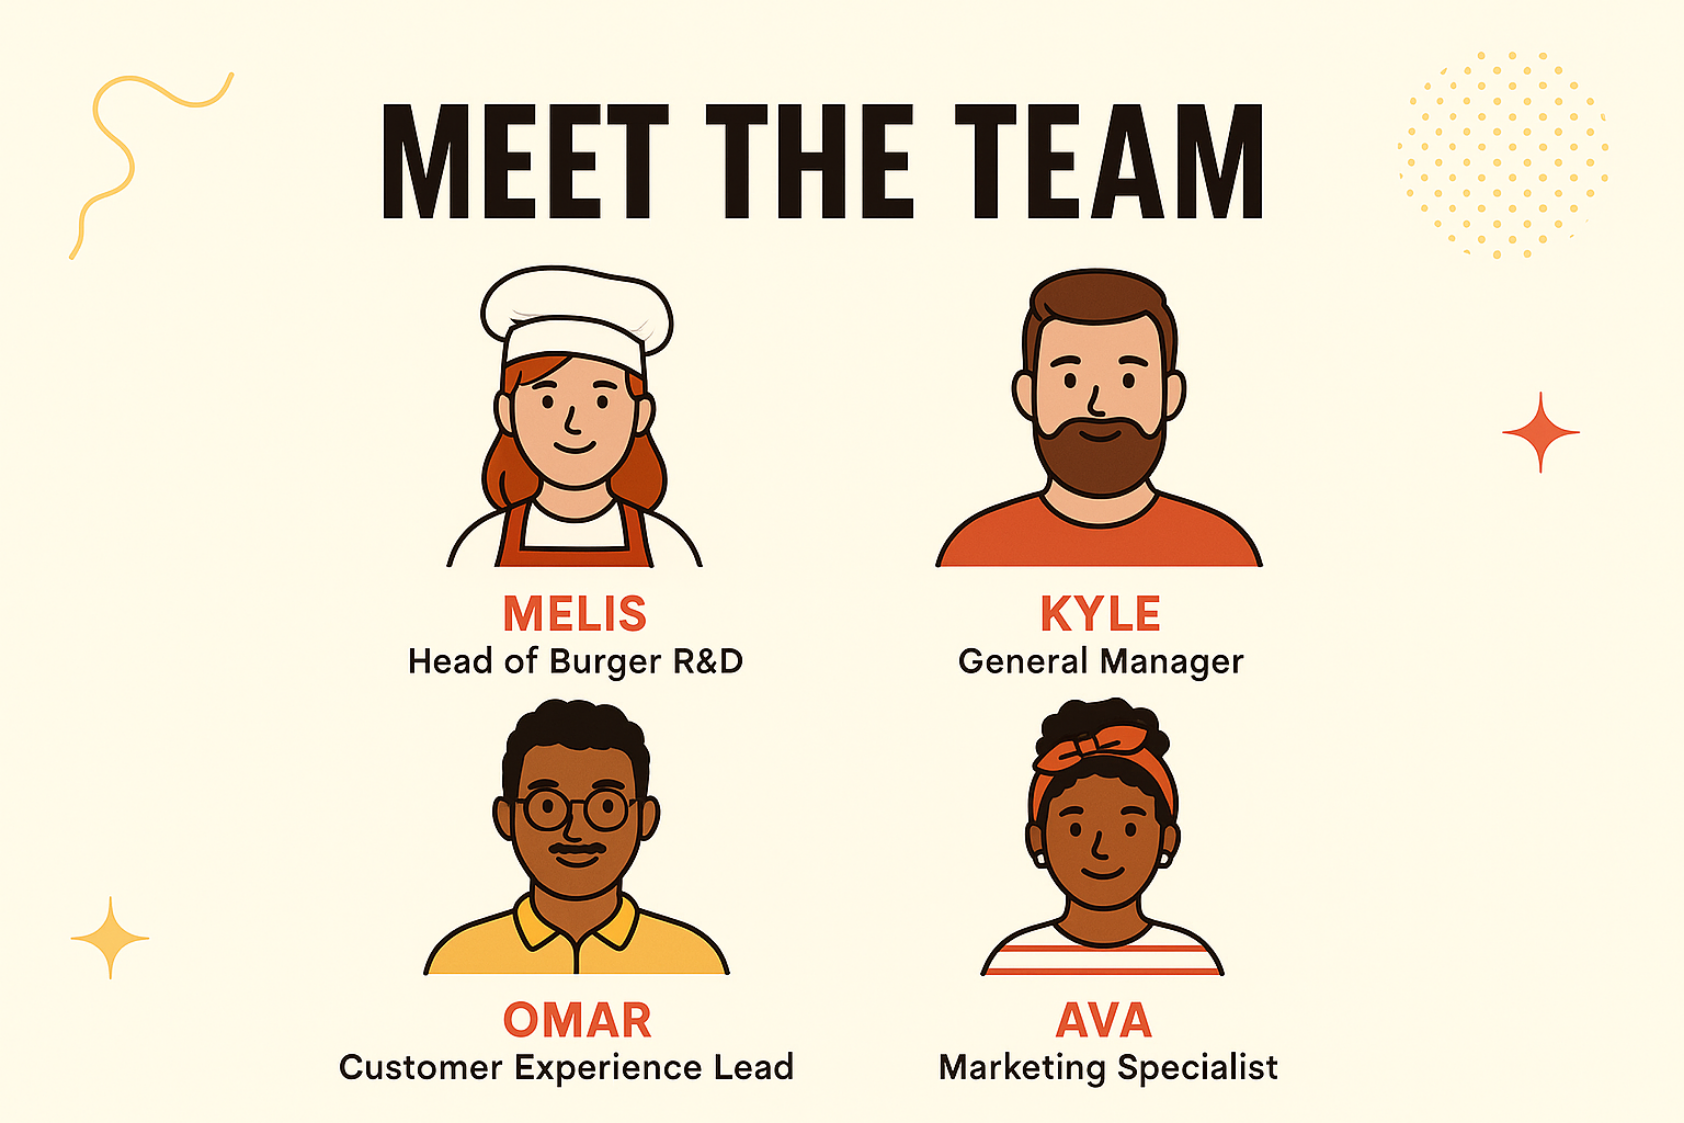 MEET THE TEAM
MELIS
Head of Burger R&D
KYLE
General Manager
OMAR
Customer Experience Lead
AVA
Marketing Specialist